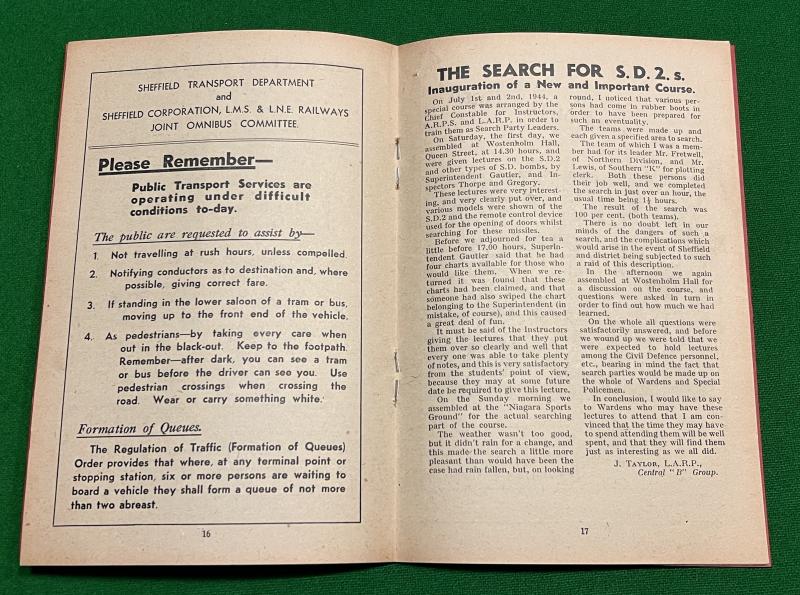 SHEFFIELD TRANSPORT DEPARTMENT
and
SHEFFIELD CORPORATION, L.M.S. & L.N.E. RAILWAYS
JOINT OMNIBUS COMMITTEE.
Please Remember—
Public Transport Services are
operating under difficult
conditions to-day.
The public are requested to assist by—
1. Not travelling at rush hours, unless compelled.
2. Notifying conductors as to destination and, where
possible, giving correct fare.
3. If standing in the lower saloon of a tram or bus,
moving up to the front end of the vehicle.
4. As pedestrians—by taking every care when
out in the black-out. Keep to the footpath.
Remember—after dark, you can see a tram
or bus before the driver can see you. Use
pedestrian crossings when crossing the
road. Wear or carry something white.
Formation of Queues.
The Regulation of Traffic (Formation of Queues)
Order provides that where, at any terminal point or
stopping station, six or more persons are waiting to
board a vehicle they shall form a queue of not more
than two abreast.
16
THE SEARCH FOR S.D.2.s.
Inauguration of a New and Important Course.
On July 1st and 2nd, 1944, a
special course was arranged by the
Chief Constable for Instructors,
A.R.P.S. and L.A.R.P. in order to
train them as Search Party Leaders.
On Saturday, the first day, we
assembled at Wostenholm Hall,
Queen Street, at 14.30 hours, and
were given lectures on the S.D.2
and other types of S.D. bombs, by
Superintendent Gautier, and In-
spectors Thorpe and Gregory.
These lectures were very interest-
ing, and very clearly put over, and
various models were shown of the
S.D.2 and the remote control device
used for the opening of doors whilst
searching for these missiles.
Before we adjourned for tea a
little before 17.00 hours, Superin-
tendent Gautier said that he had
four charts available for those who
would like them. When we re-
turned it was found that these
charts had been claimed, and that
someone had also swiped the chart
belonging to the Superintendent (in
mistake, of course), and this caused
a great deal of fun.
It must be said of the Instructors
giving the lectures that they put
them over so clearly and well that
every one was able to take plenty
of notes, and this is very satisfactory
from the students' point of view,
because they may at some future
date be required to give this lecture.
On the Sunday morning we
assembled at the "Niagara Sports
Ground" for the actual searching
part of the course.
The weather wasn't too good,
but it didn't rain for a change, and
this made the search a little more
pleasant than would have been the
case had rain fallen, but, on looking
round, I noticed that various per-
sons had come in rubber boots in
order to have been prepared for
such an eventuality.
The teams were made up and
each given a specified area to search.
The team of which I was a mem-
ber had for its leader Mr. Fretwell,
of Northern Division, and Mr.
Lewis, of Southern "K" for plotting
clerk. Both these persons did
their job well, and we completed
the search in just over an hour, the
usual time being 1½ hours.
The result of the search was
100 per cent. (both teams).
There is no doubt left in our
minds of the dangers of such a
search, and the complications which
would arise in the event of Sheffield
and district being subjected to such
a raid of this description.
In the afternoon we again
assembled at Wostenholm Hall for
a discussion on the course, and
questions were asked in turn in
order to find out how much we had
learned.
On the whole all questions were
satisfactorily answered, and before
we wound up we were told that we
were expected to hold lectures
among the Civil Defence personnel,
etc., bearing in mind the fact that
search parties would be made up on
the whole of Wardens and Special
Policemen.
In conclusion, I would like to say
to Wardens who may have these
lectures to attend that I am con-
vinced that the time they may have
to spend attending them will be well
spent, and that they will find them
just as interesting as we all did.
J. TAYLOR, L.A.R.P.,
Central "B" Group.
17